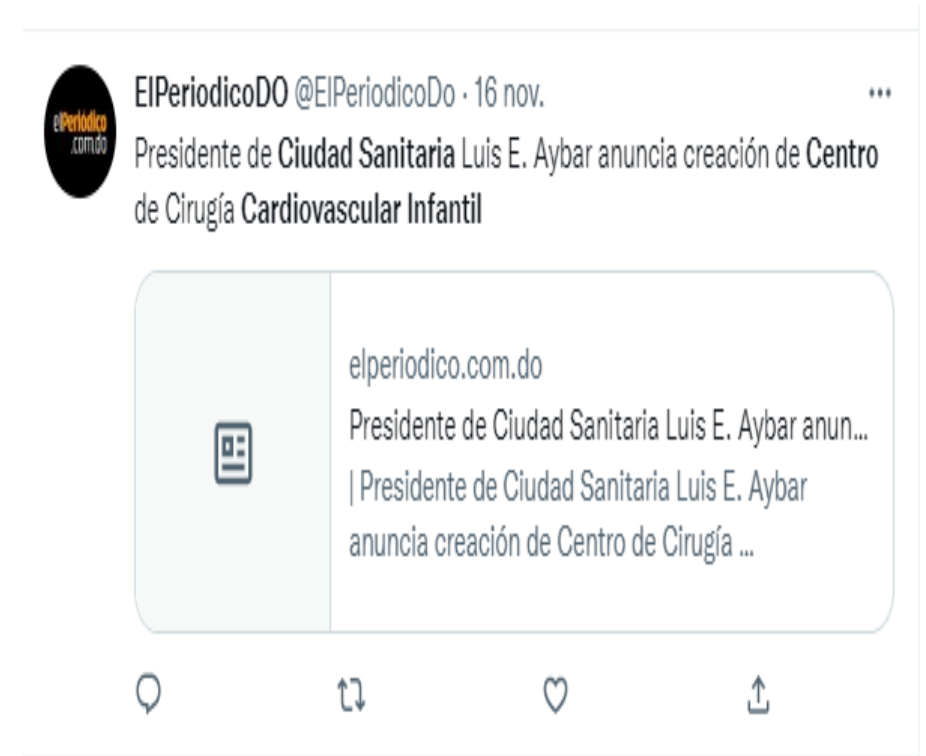 elPeriódico
.com.do
ElPeriodicoDO @ElPeriodicoDo · 16 nov.
Presidente de Ciudad Sanitaria Luis E. Aybar anuncia creación de Centro
de Cirugía Cardiovascular Infantil
elperiodico.com.do
Presidente de Ciudad Sanitaria Luis E. Aybar anun...
| Presidente de Ciudad Sanitaria Luis E. Aybar
anuncia creación de Centro de Cirugía ...